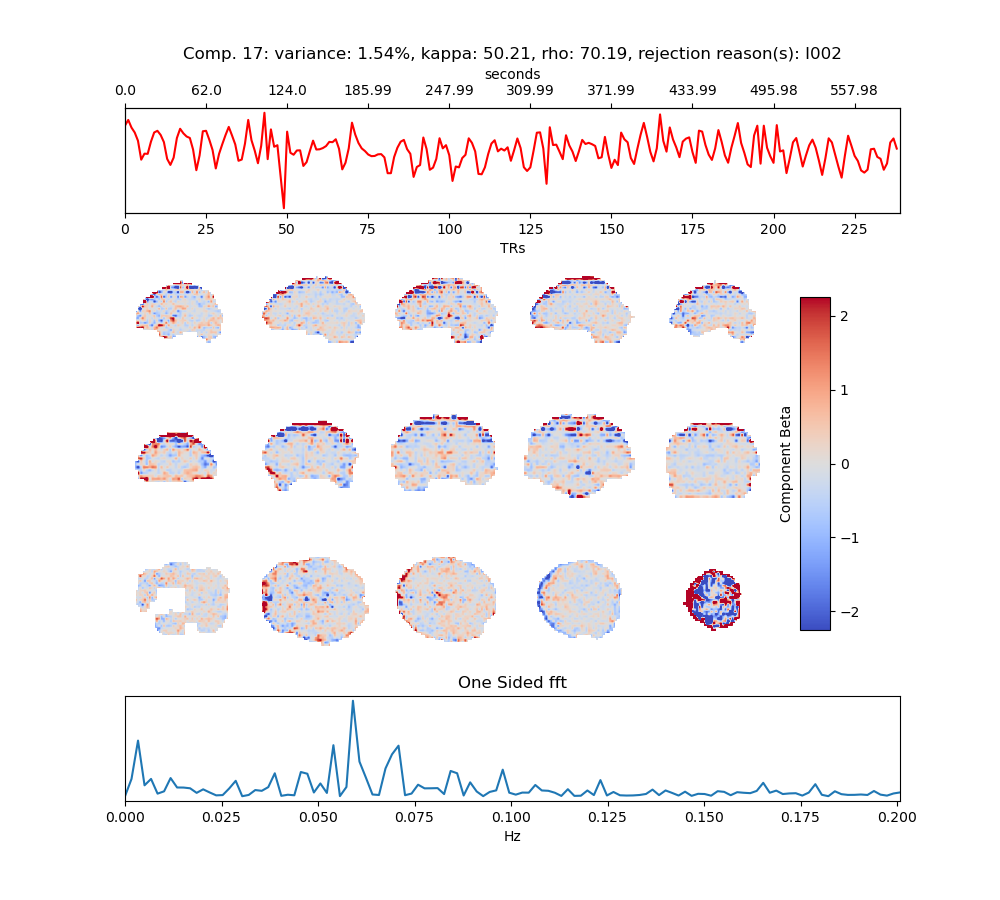 Comp. 17: variance: 1.54%, kappa: 50.21, rho: 70.19, rejection reason(s): I002
seconds
0.0 62.0 124.0 185.99 247.99 309.99 371.99 433.99 495.98 557.98
0 25 50 75 100 125 150 175 200 225
TRs
2
1
0
−1
−2
Component Beta
One Sided fft
0.000 0.025 0.050 0.075 0.100 0.125 0.150 0.175 0.200
Hz